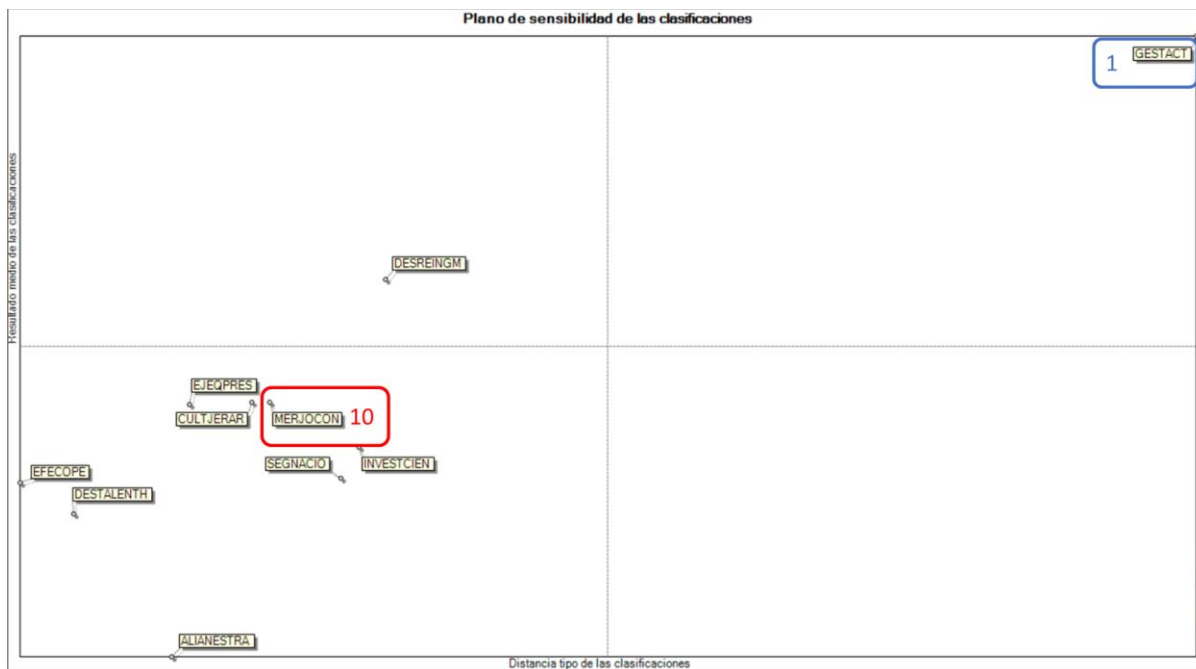 Plano de sensibilidad de las clasificaciones
Resultado medio de las clasificaciones
1 GESTACT
DESREINGM
EJEQPRES
CULTJERAR
MERJOCON 10
SEGNACIO
INVESTCIEN
EFECOPE
DESTALENTH
ALIANESTRA
Distancia tipo de las clasificaciones